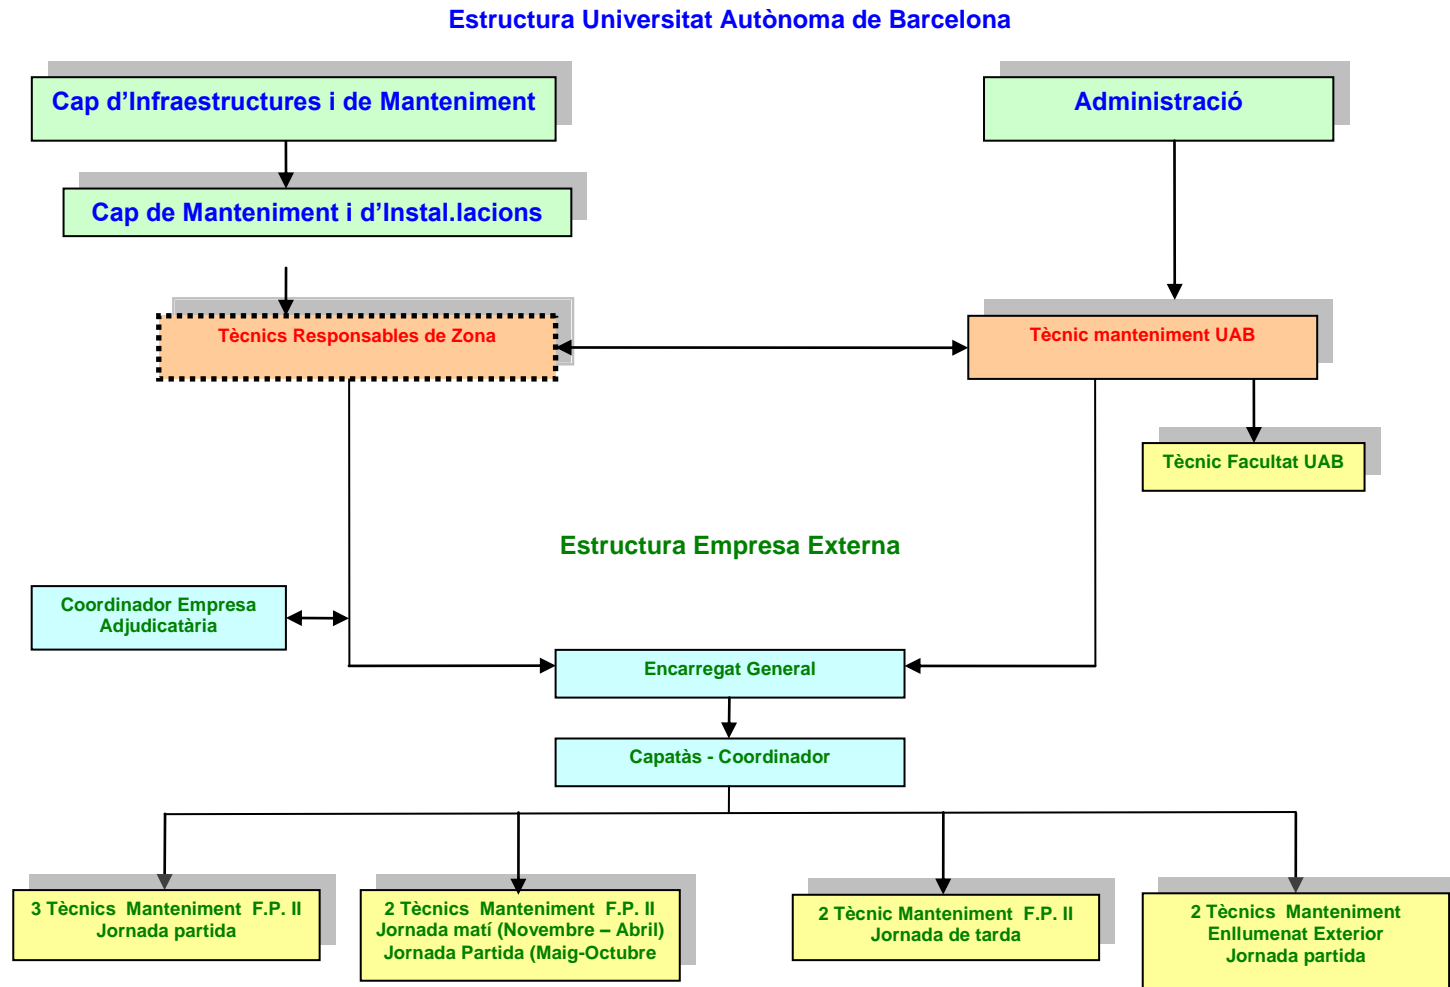 Estructura Universitat Autònoma de Barcelona
Cap d’Infraestructures i de Manteniment
Administració
Cap de Manteniment i d’Instal.lacions
Tècnics Responsables de Zona
Tècnic manteniment UAB
Tècnic Facultat UAB
Estructura Empresa Externa
Coordinador Empresa
Adjudicatària
Encarregat General
Capatàs - Coordinador
3 Tècnics Manteniment F.P. II
Jornada partida
2 Tècnics Manteniment F.P. II
Jornada matí (Novembre – Abril)
Jornada Partida (Maig-Octubre
2 Tècnic Manteniment F.P. II
Jornada de tarda
2 Tècnics Manteniment
Enllumenat Exterior
Jornada partida